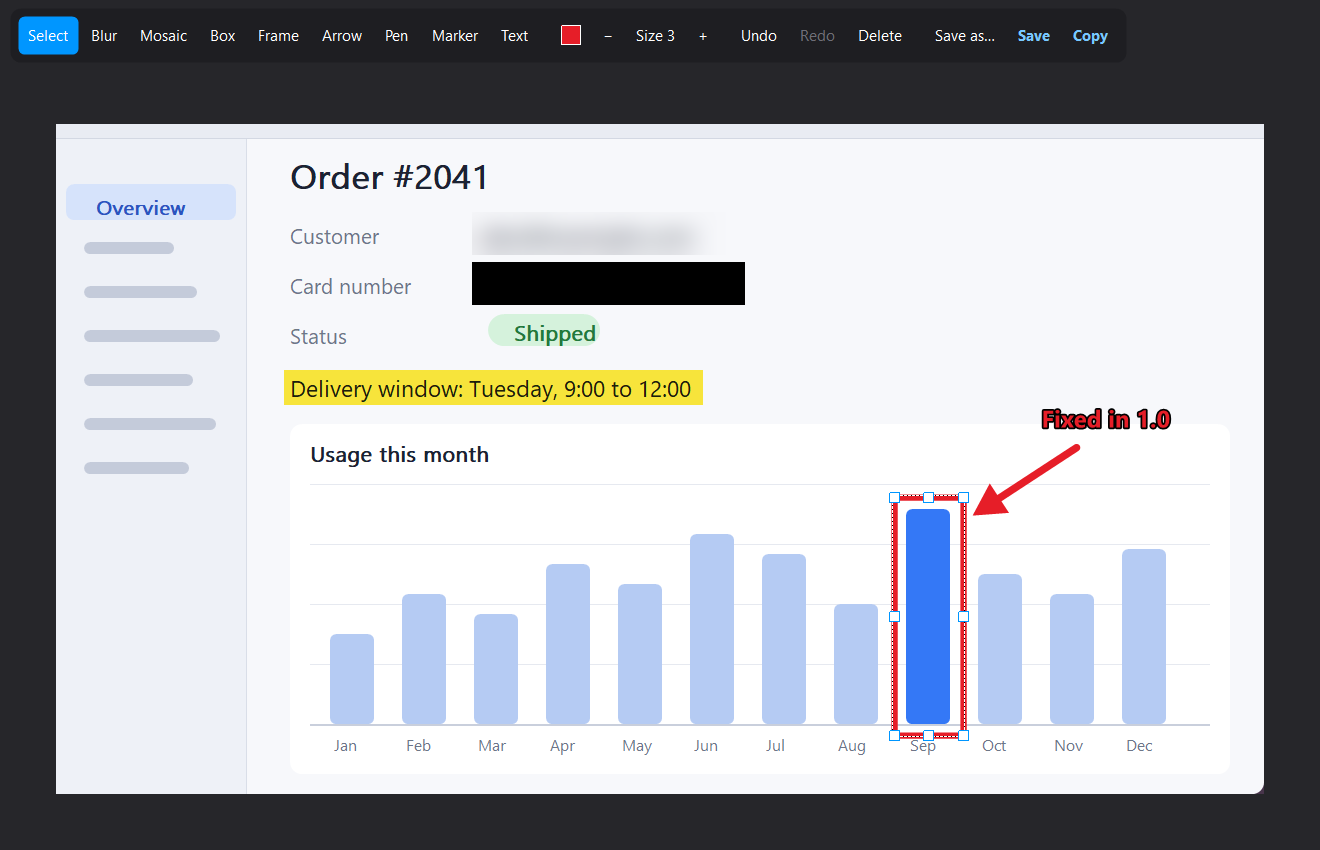 Select Blur Mosaic Box Frame Arrow Pen Marker Text – Size 3 + Undo Redo Delete Save as... Save Copy
Order #2041
Overview
Customer
Card number
Status Shipped
Delivery window: Tuesday, 9:00 to 12:00
Fixed in 1.0
Usage this month
Jan Feb Mar Apr May Jun Jul Aug Sep Oct Nov Dec